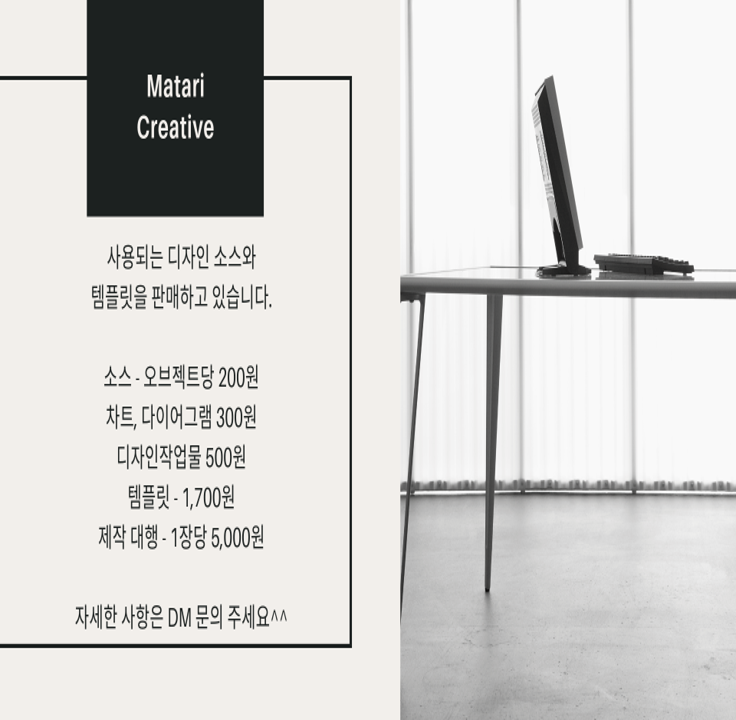 Matari
Creative
사용되는 디자인 소스와
템플릿을 판매하고 있습니다.
소스 - 오브젝트당 200원
차트, 다이어그램 300원
디자인작업물 500원
템플릿 - 1,700원
제작 대행 - 1장당 5,000원
자세한 사항은 DM 문의 주세요^^